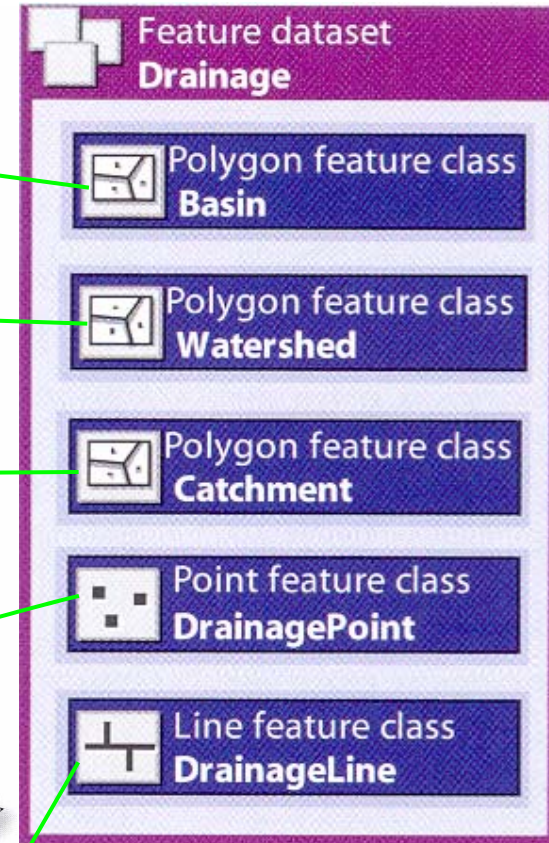 Feature dataset
Drainage
Polygon feature class
Basin
Polygon feature class
Watershed
Polygon feature class
Catchment
Point feature class
DrainagePoint
Line feature class
DrainageLine